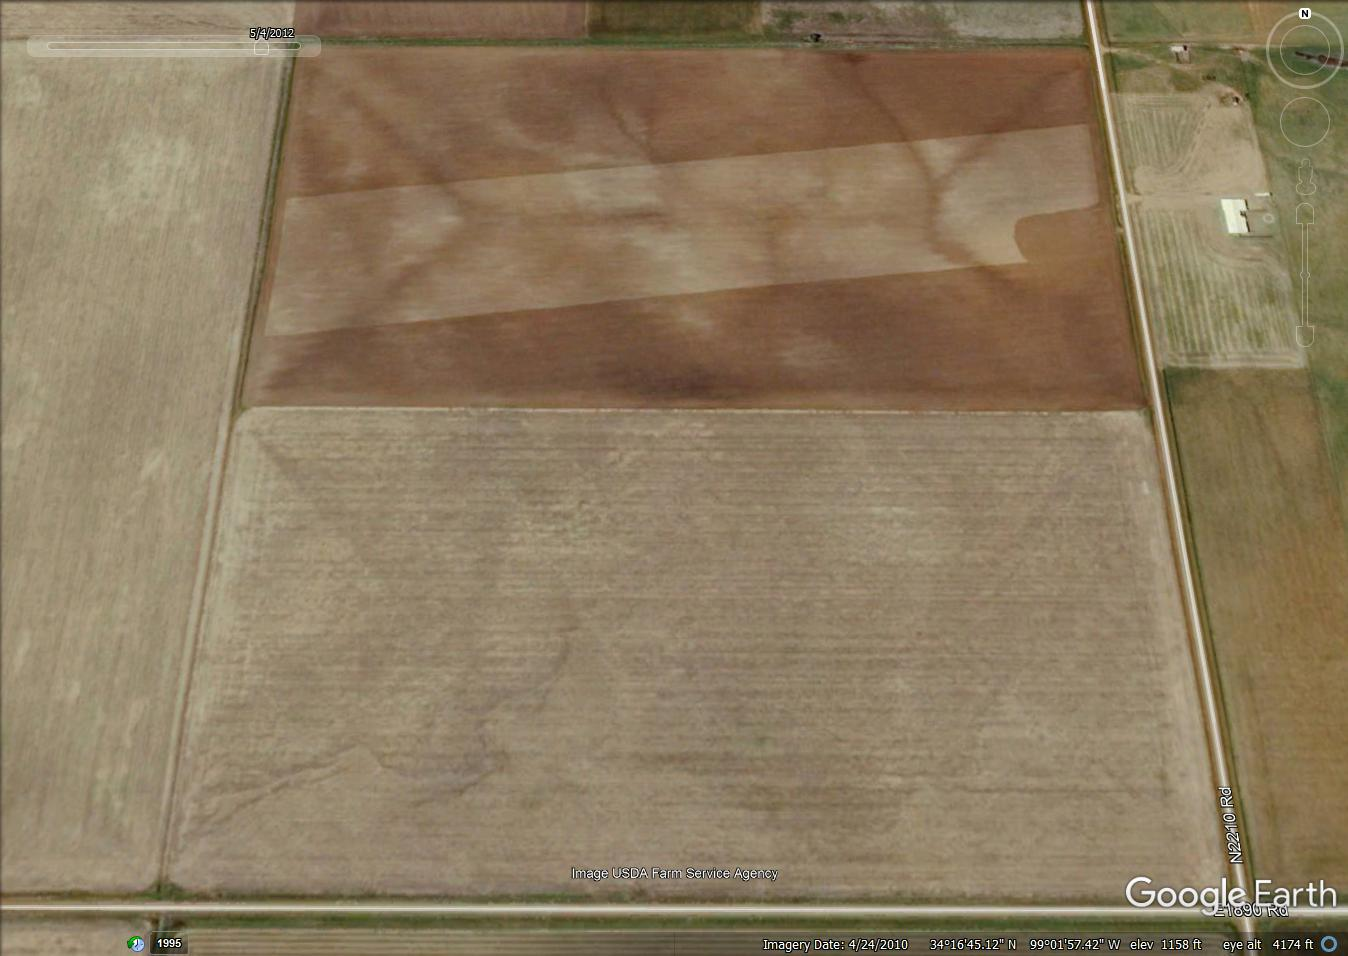 5/4/2012
N
N2210 Rd
Image USDA Farm Service Agency
Google Earth
E1890 Rd
1995
Imagery Date: 4/24/2010 34°16'45.12" N 99°01'57.42" W elev 1158 ft eye alt 4174 ft